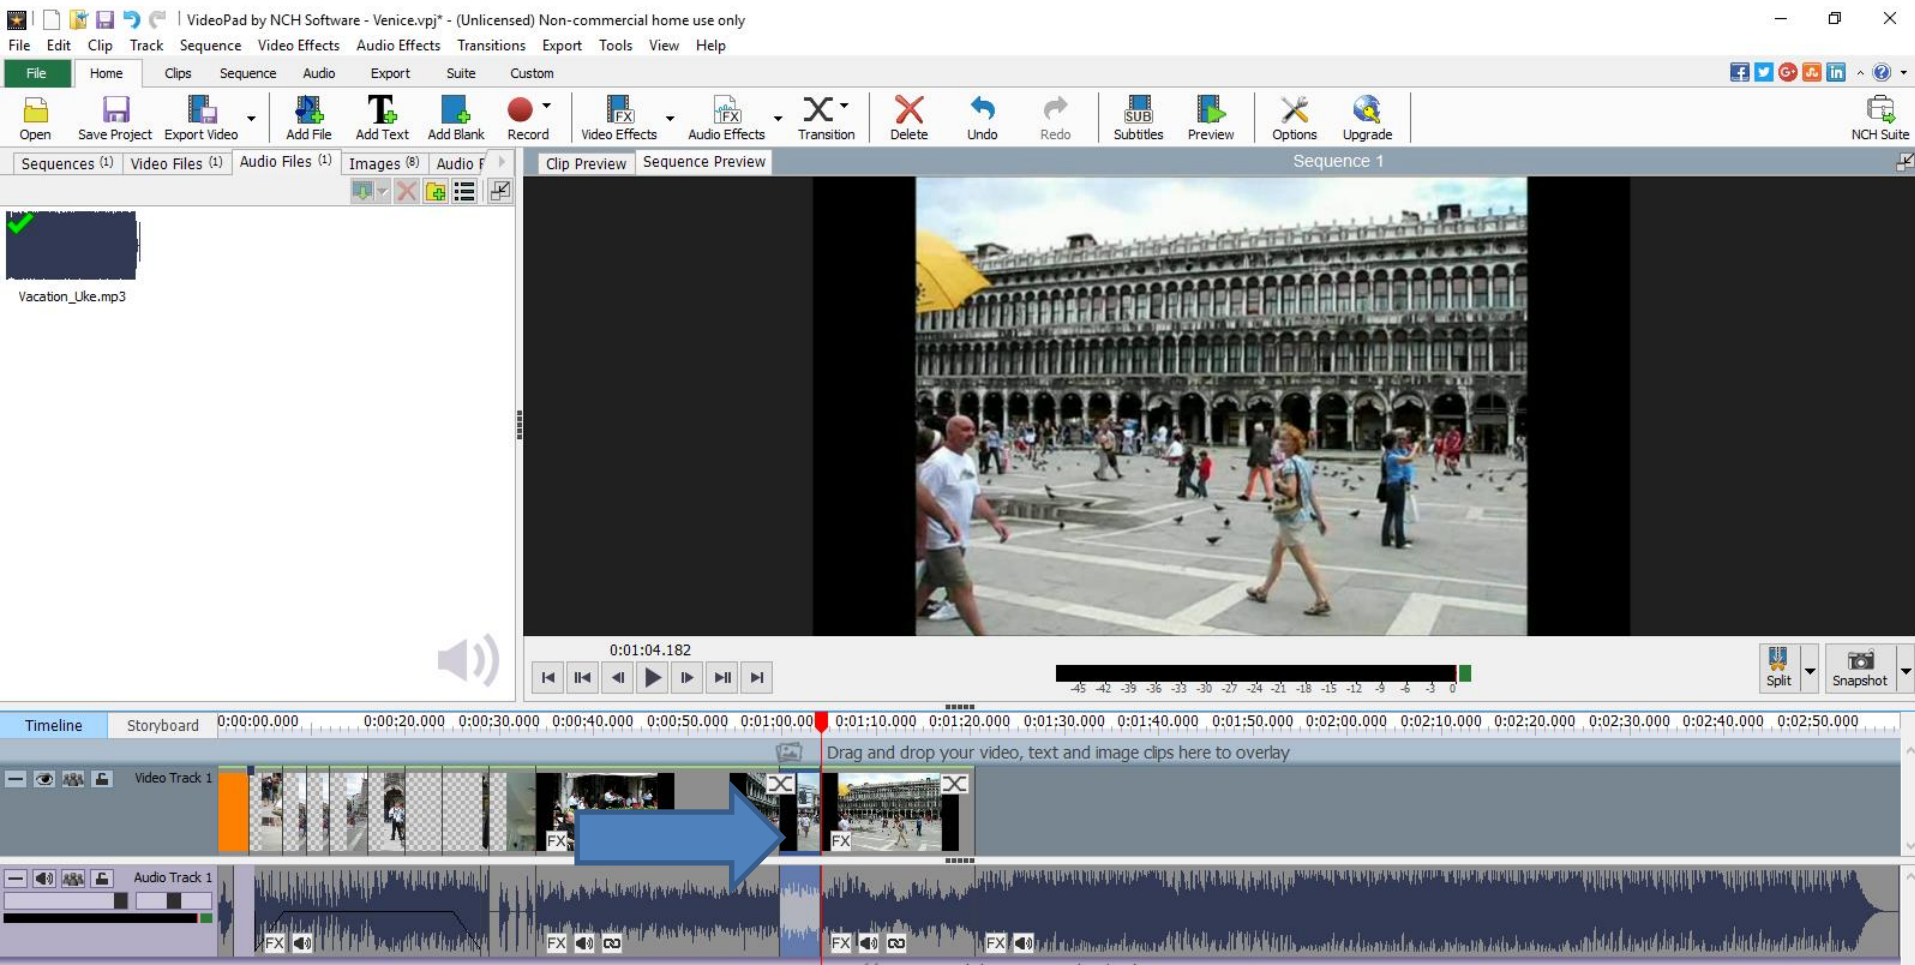 VideoPad by NCH Software - Venice.vpj* - (Unlicensed) Non-commercial home use only
File Edit Clip Track Sequence Video Effects Audio Effects Transitions Export Tools View Help
File Home Clips Sequence Audio Export Suite Custom
Open Save Project Export Video Add File Add Text Add Blank Record Video Effects Audio Effects Transition Delete Undo Redo Subtitles Preview Options Upgrade NCH Suite
Sequences (1) Video Files (1) Audio Files (1) Images (8) Audio Clip Preview Sequence Preview Sequence 1
Vacation_Uke.mp3
0:01:04.182
-45 -42 -39 -36 -33 -30 -27 -24 -21 -18 -15 -12 -9 -6 -3 0
Split Snapshot
Timeline Storyboard 0:00:00.000 0:00:20.000 0:00:30.000 0:00:40.000 0:00:50.000 0:01:00.00 0:01:10.000 0:01:20.000 0:01:30.000 0:01:40.000 0:01:50.000 0:02:00.000 0:02:10.000 0:02:20.000 0:02:30.000 0:02:40.000 0:02:50.000
Drag and drop your video, text and image clips here to overlay
Video Track 1
FX FX
Audio Track 1
FX FX FX FX